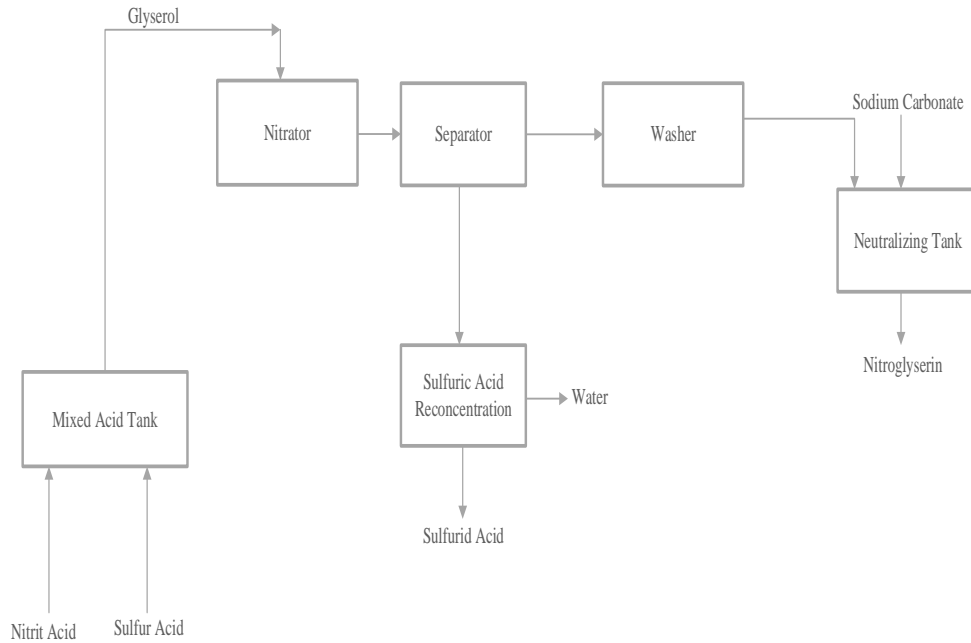 Glyserol
Nitrator
Separator
Washer
Sodium Carbonate
Neutralizing Tank
Nitroglyserin
Sulfuric Acid
Reconcentration
Water
Sulfurid Acid
Mixed Acid Tank
Nitrit Acid
Sulfur Acid